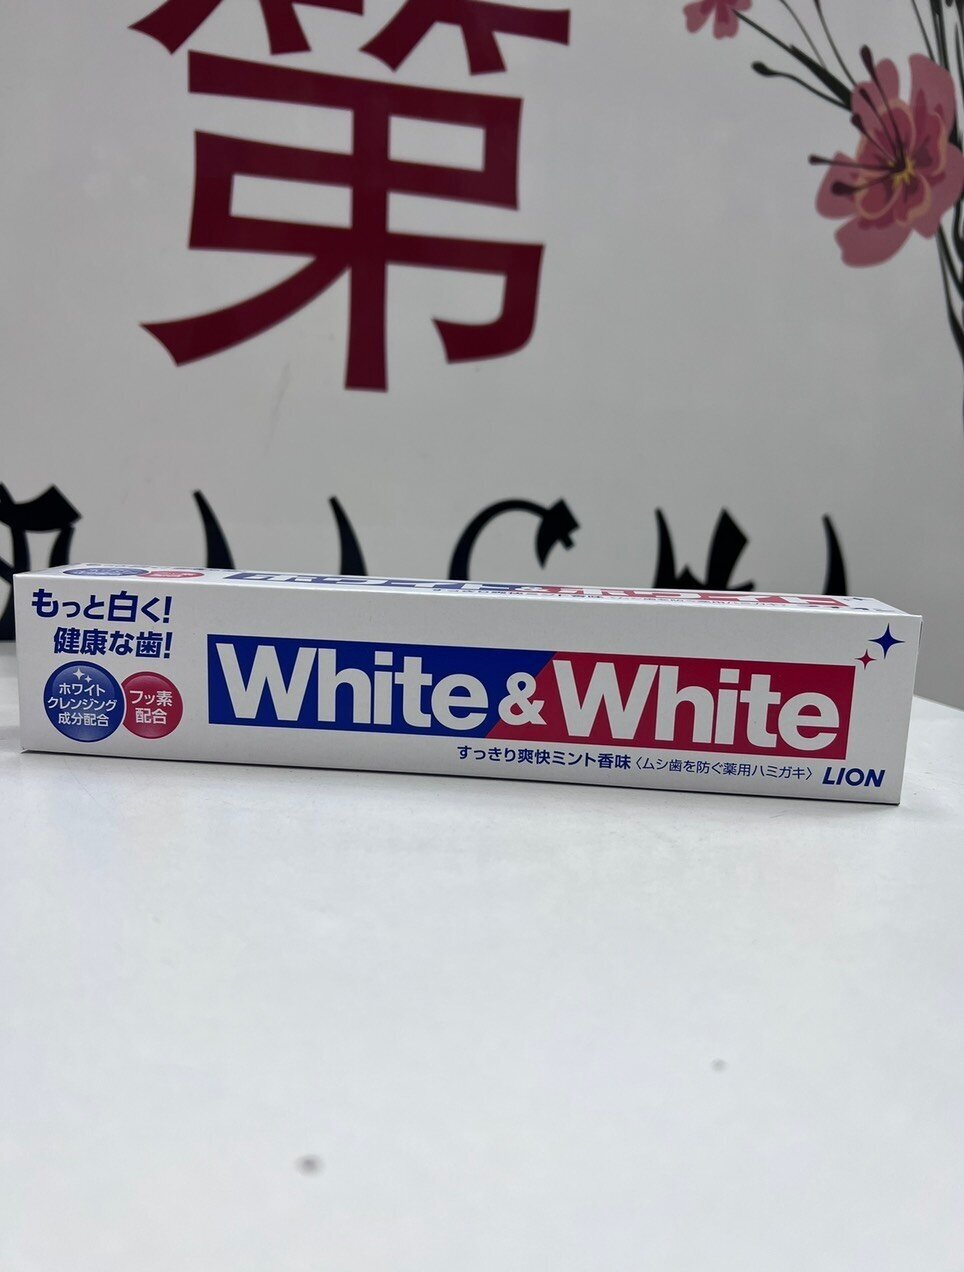 第
もっと白く!
健康な歯!
ホワイト
クレンジング
成分配合
フッ素
配合
White & White
すっきり爽快ミント香味〈ムシ歯を防ぐ薬用ハミガキ〉 LION